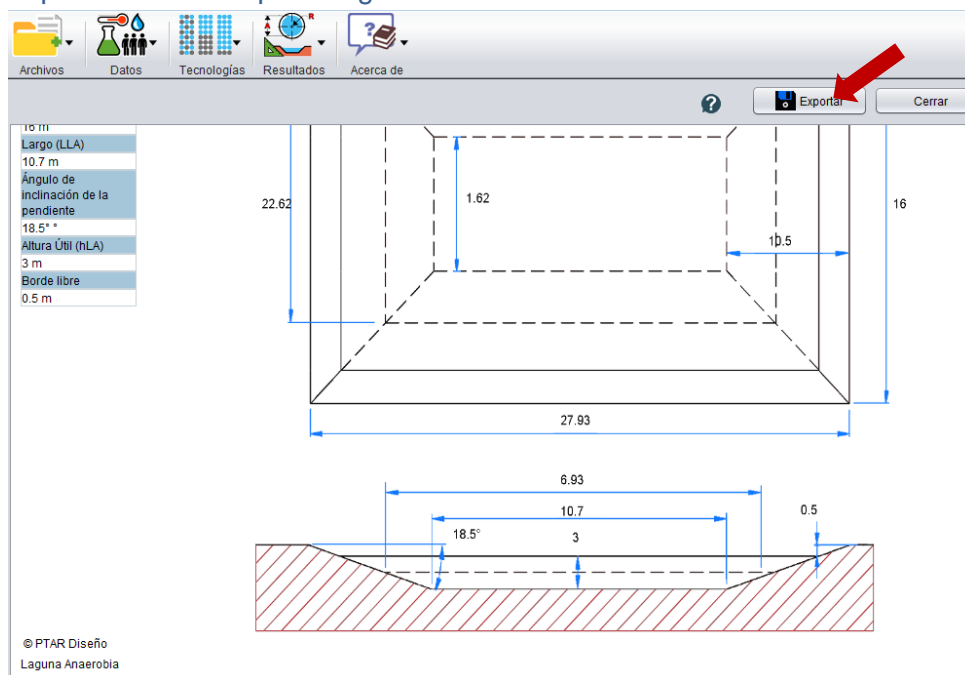 Archivos Datos Tecnologías Resultados Acerca de
R
?
? Exportar Cerrar
16 m
Largo (LLA)
10.7 m
Ángulo de
inclinación de la
pendiente
18.5° °
Altura Útil (hLA)
3 m
Borde libre
0.5 m
22.62
1.62
16
10.5
27.93
6.93
10.7
0.5
18.5°
3
© PTAR Diseño
Laguna Anaerobia